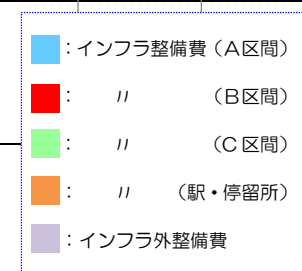 ：インフラ整備費（A区間）
：　〃　（B区間）
：　〃　（C区間）
：　〃　（駅・停留所）
：インフラ外整備費